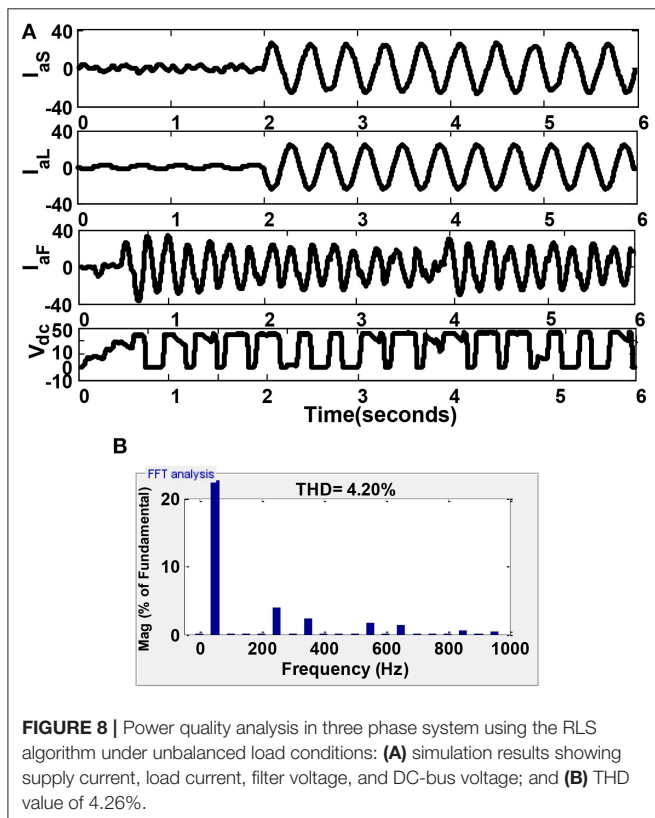 A
I_aS
40
0
-40
0 1 2 3 4 5 6
I_aL
40
0
-40
0 1 2 3 4 5 6
I_aF
40
0
-40
0 1 2 3 4 5 6
V_dc
50
10
0
-10
0 1 2 3 4 5 6
Time(seconds)
B
FFT analysis
THD= 4.20%
Mag (% of Fundamental)
20
10
0
0 200 400 600 800 1000
Frequency (Hz)
FIGURE 8 | Power quality analysis in three phase system using the RLS
algorithm under unbalanced load conditions: (A) simulation results showing
supply current, load current, filter voltage, and DC-bus voltage; and (B) THD
value of 4.26%.